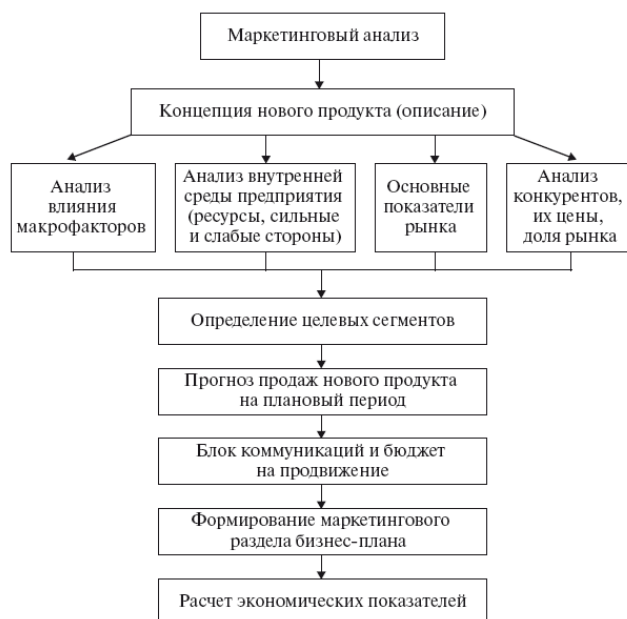 Маркетинговый анализ
Концепция нового продукта (описание)
Анализ
влияния
макрофакторов
Анализ внутренней
среды предприятия
(ресурсы, сильные
и слабые стороны)
Основные
показатели
рынка
Анализ
конкурентов,
их цены,
доля рынка
Определение целевых сегментов
Прогноз продаж нового продукта
на плановый период
Блок коммуникаций и бюджет
на продвижение
Формирование маркетингового
раздела бизнес-плана
Расчет экономических показателей